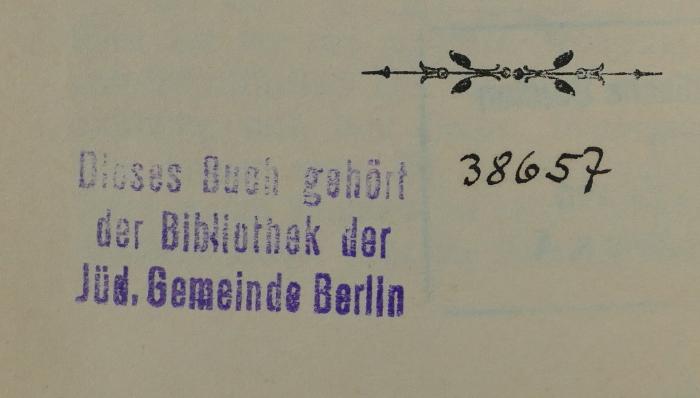 38657
Dieses Buch gehört
der Bibliothek der
Jüd. Gemeinde Berlin